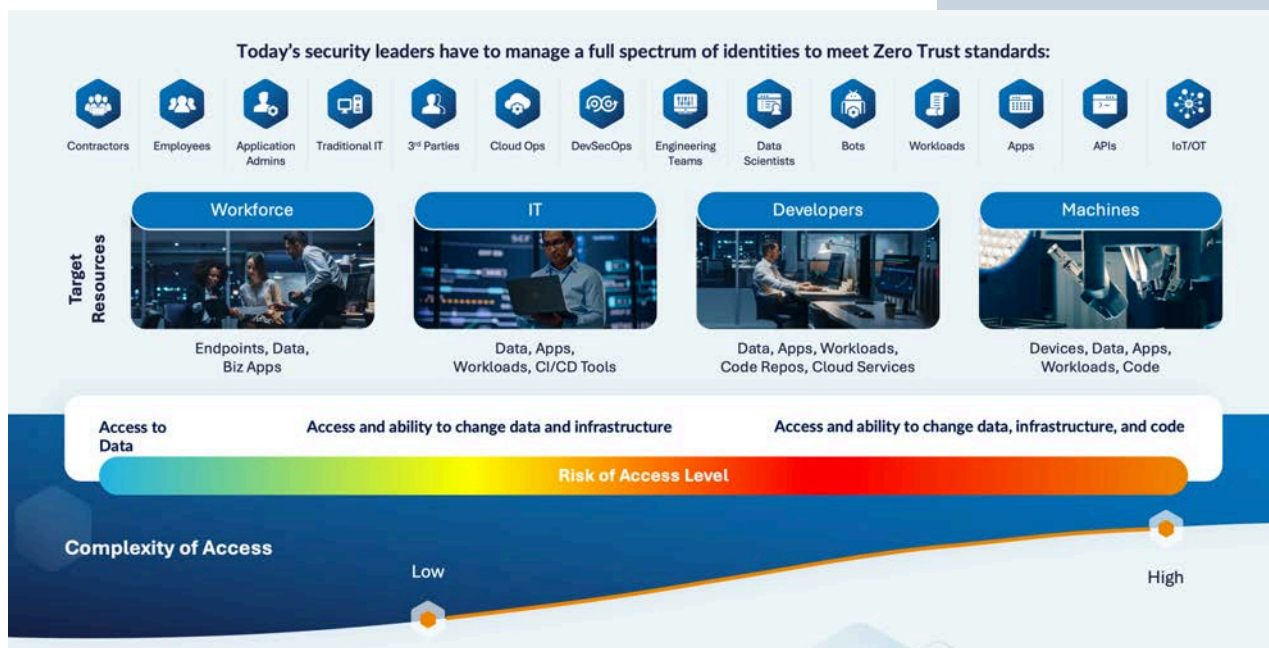 Today's security leaders have to manage a full spectrum of identities to meet Zero Trust standards:
Contractors
Employees
Application
Admins
Traditional IT
3rd Parties
Cloud Ops
DevSecOps
Engineering
Teams
Data
Scientists
Bots
Workloads
Apps
APIs
IoT/OT
Target
Resources
Workforce
IT
Developers
Machines
Endpoints, Data,
Biz Apps
Data, Apps,
Workloads, CI/CD Tools
Data, Apps, Workloads,
Code Repos, Cloud Services
Devices, Data, Apps,
Workloads, Code
Access to
Data
Access and ability to change data and infrastructure
Access and ability to change data, infrastructure, and code
Risk of Access Level
Complexity of Access
Low
High